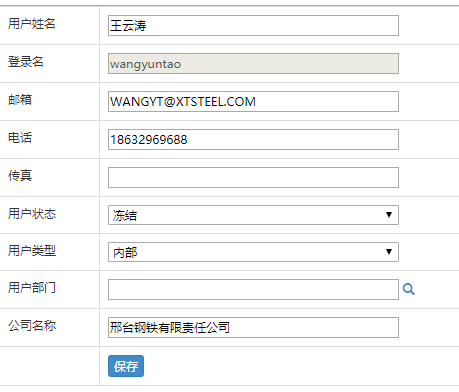 用户姓名 王云涛
登录名 wangyuntao
邮箱 WANGYT@XTSTEEL.COM
电话 18632969688
传真
用户状态 冻结
用户类型 内部
用户部门
公司名称 邢台钢铁有限责任公司
保存